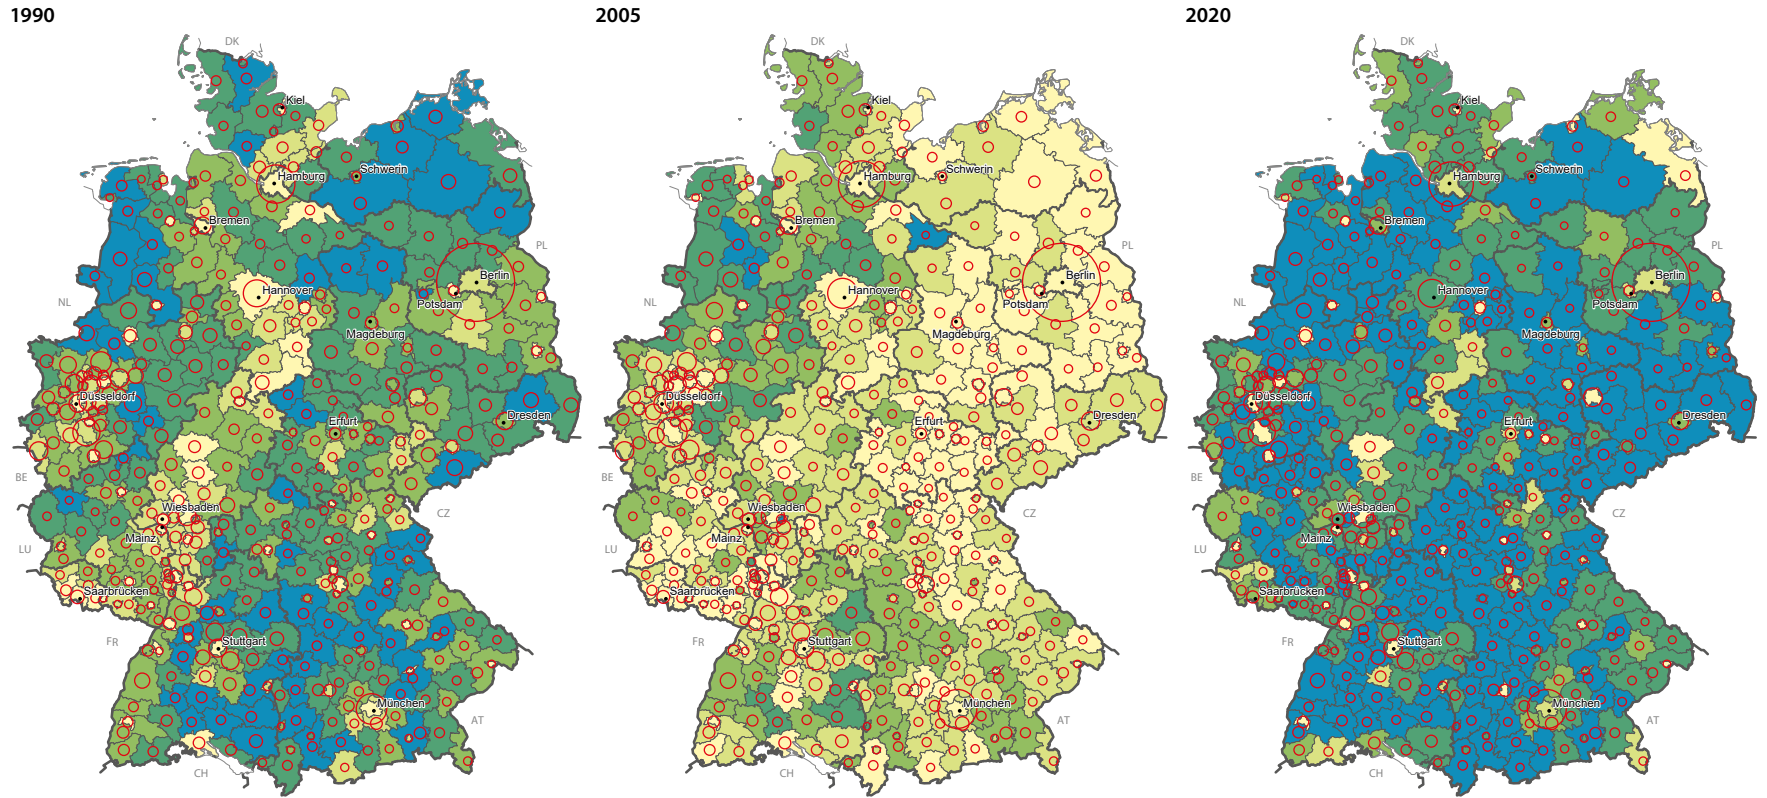 1990
DK
Kiel
Schwerin
Hamburg
Bremen
PL
Berlin
Hannover
Potsdam
NL
Magdeburg
Düsseldorf
Erfurt
Dresden
BE
Wiesbaden
CZ
Mainz
LU
Saarbrücken
FR
Stuttgart
München
AT
CH
2005
DK
Kiel
Schwerin
Hamburg
Bremen
PL
Berlin
Hannover
Potsdam
NL
Magdeburg
Düsseldorf
Erfurt
Dresden
BE
Wiesbaden
CZ
Mainz
LU
Saarbrücken
FR
Stuttgart
München
AT
CH
2020
DK
Kiel
Schwerin
Hamburg
Bremen
PL
Berlin
Hannover
Potsdam
NL
Magdeburg
Düsseldorf
Erfurt
Dresden
BE
Wiesbaden
CZ
Mainz
LU
Saarbrücken
FR
Stuttgart
München
AT
CH